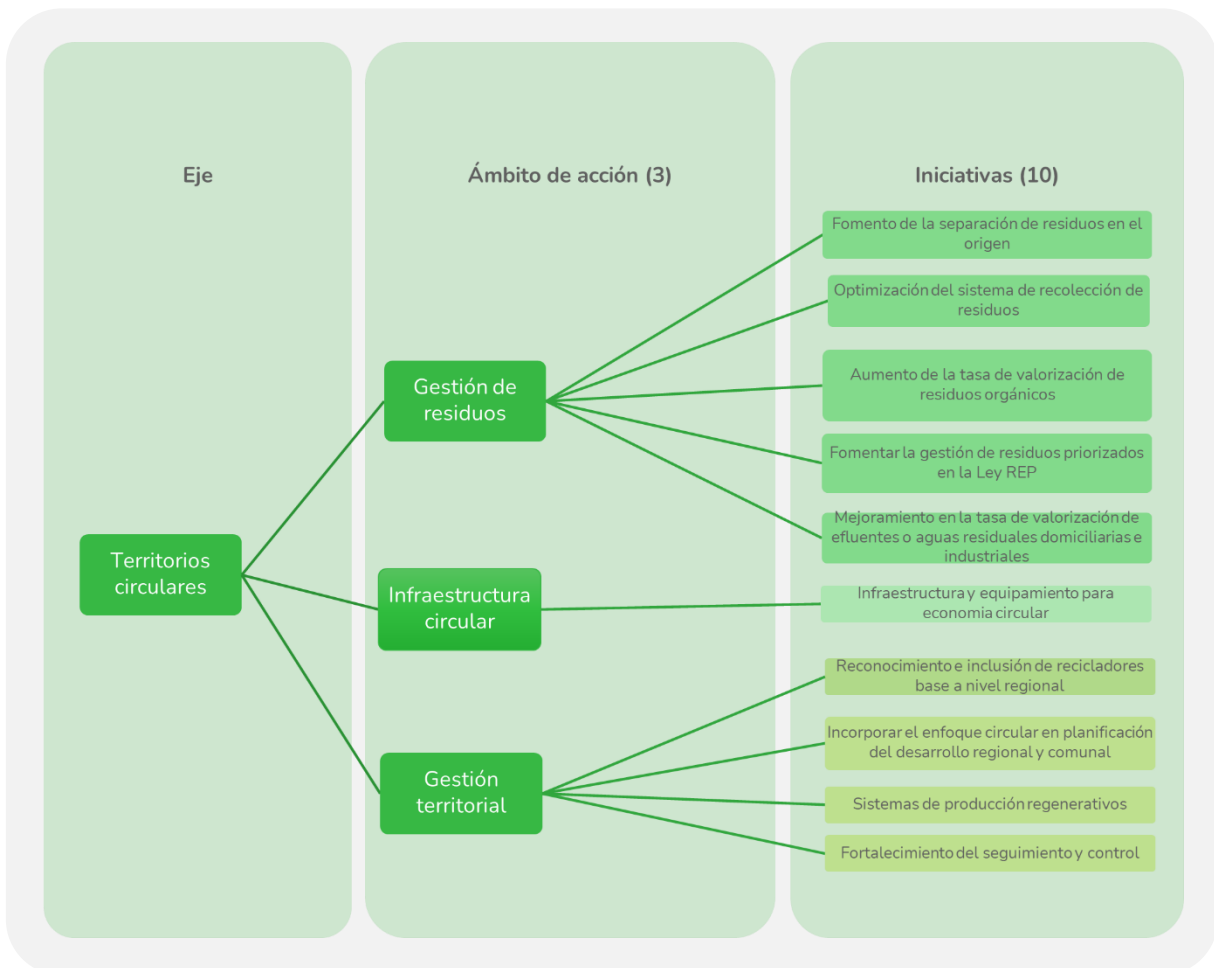 Eje
Ámbito de acción (3)
Iniciativas (10)
Territorios
circulares
Gestión de
residuos
Infraestructura
circular
Gestión
territorial
Fomento de la separación de residuos en el
origen
Optimización del sistema de recolección de
residuos
Aumento de la tasa de valorización de
residuos orgánicos
Fomentar la gestión de residuos priorizados
en la Ley REP
Mejoramiento en la tasa de valorización de
efluentes o aguas residuales domiciliarias e
industriales
Infraestructura y equipamiento para
economia circular
Reconocimiento e inclusión de recicladores
base a nivel regional
Incorporar el enfoque circular en planificación
del desarrollo regional y comunal
Sistemas de producción regenerativos
Fortalecimiento del seguimiento y control